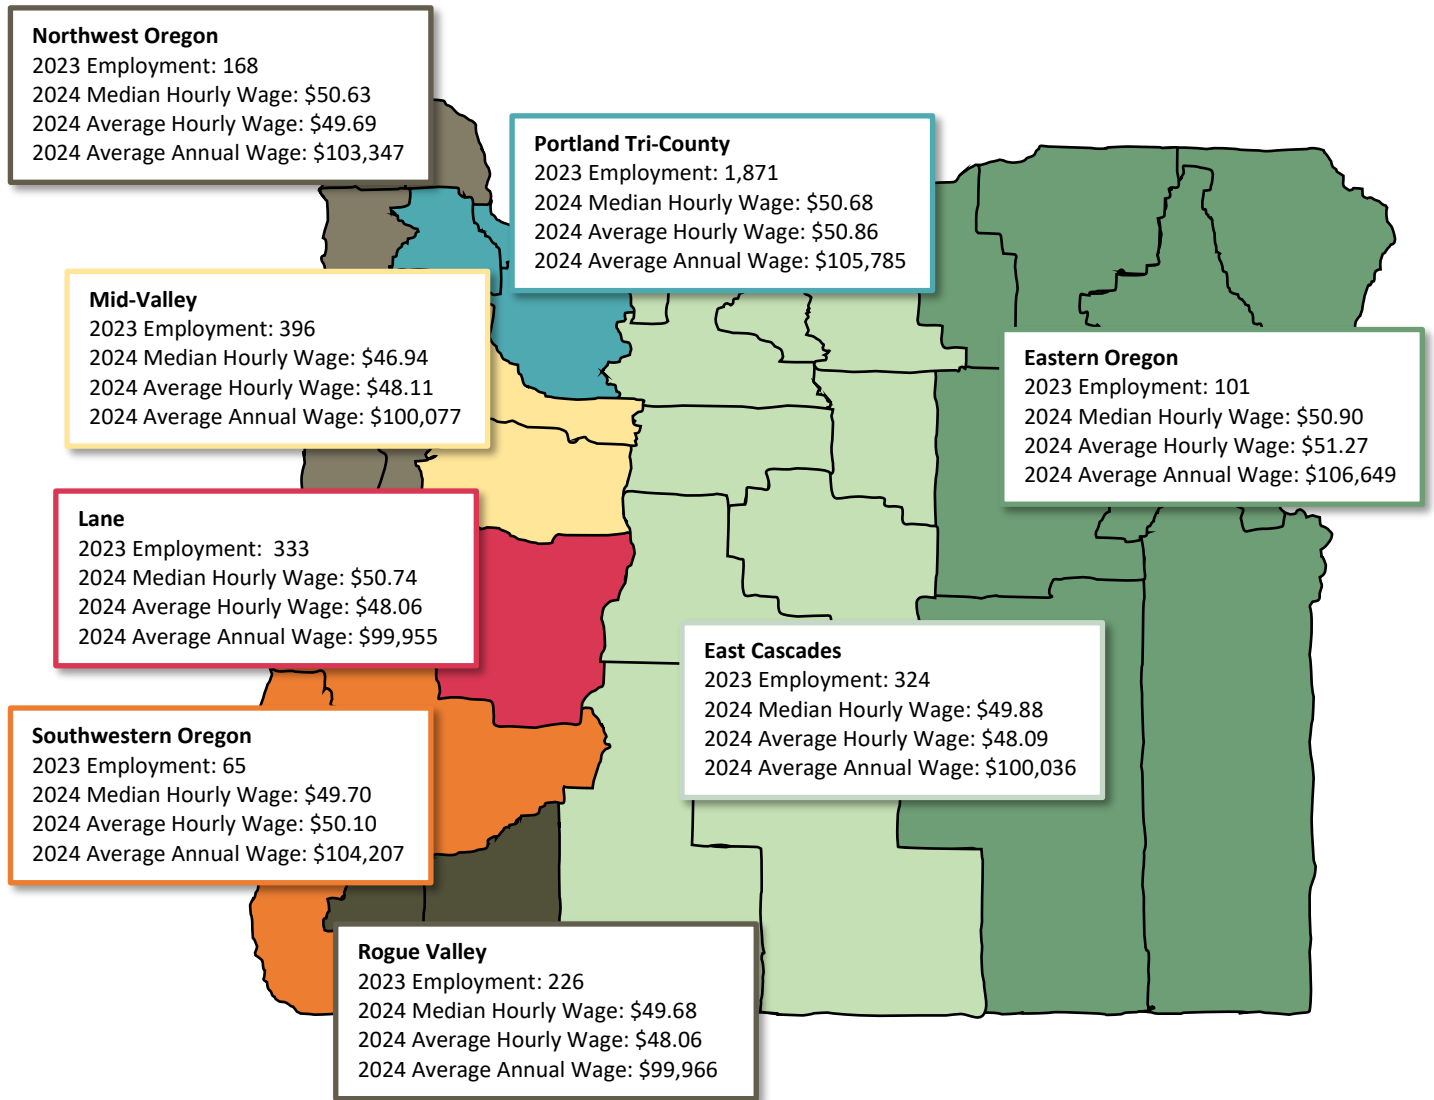 Northwest Oregon
2023 Employment: 168
2024 Median Hourly Wage: $50.63
2024 Average Hourly Wage: $49.69
2024 Average Annual Wage: $103,347
Portland Tri-County
2023 Employment: 1,871
2024 Median Hourly Wage: $50.68
2024 Average Hourly Wage: $50.86
2024 Average Annual Wage: $105,785
Mid-Valley
2023 Employment: 396
2024 Median Hourly Wage: $46.94
2024 Average Hourly Wage: $48.11
2024 Average Annual Wage: $100,077
Eastern Oregon
2023 Employment: 101
2024 Median Hourly Wage: $50.90
2024 Average Hourly Wage: $51.27
2024 Average Annual Wage: $106,649
Lane
2023 Employment:  333
2024 Median Hourly Wage: $50.74
2024 Average Hourly Wage: $48.06
2024 Average Annual Wage: $99,955
East Cascades
2023 Employment: 324
2024 Median Hourly Wage: $49.88
2024 Average Hourly Wage: $48.09
2024 Average Annual Wage: $100,036
Southwestern Oregon
2023 Employment: 65
2024 Median Hourly Wage: $49.70
2024 Average Hourly Wage: $50.10
2024 Average Annual Wage: $104,207
Rogue Valley
2023 Employment: 226
2024 Median Hourly Wage: $49.68
2024 Average Hourly Wage: $48.06
2024 Average Annual Wage: $99,966